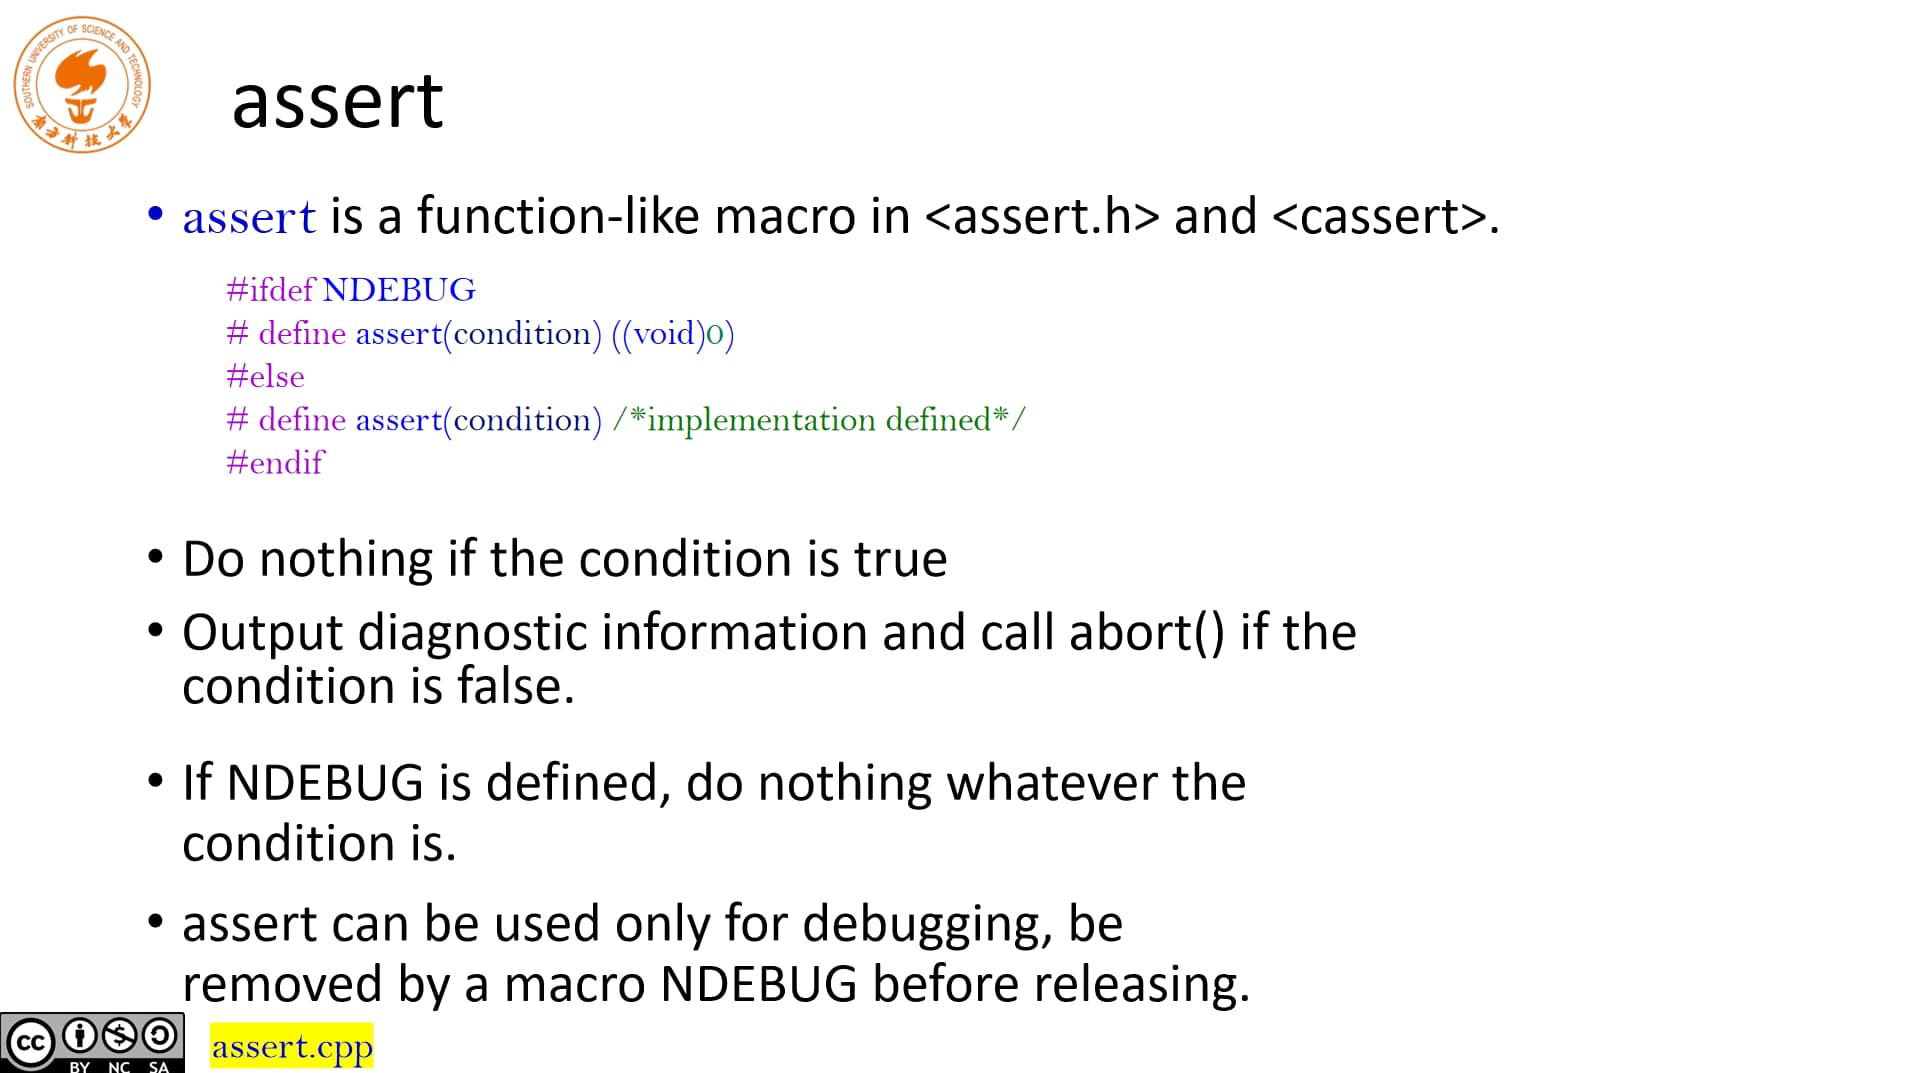 SOUTHERN UNIVERSITY OF SCIENCE AND TECHNOLOGY
南方科技大学
assert
• assert is a function-like macro in <assert.h> and <cassert>.
#ifdef NDEBUG
# define assert(condition) ((void)0)
#else
# define assert(condition) /*implementation defined*/
#endif
• Do nothing if the condition is true
• Output diagnostic information and call abort() if the
condition is false.
• If NDEBUG is defined, do nothing whatever the
condition is.
• assert can be used only for debugging, be
removed by a macro NDEBUG before releasing.
cc
BY NC SA
assert.cpp